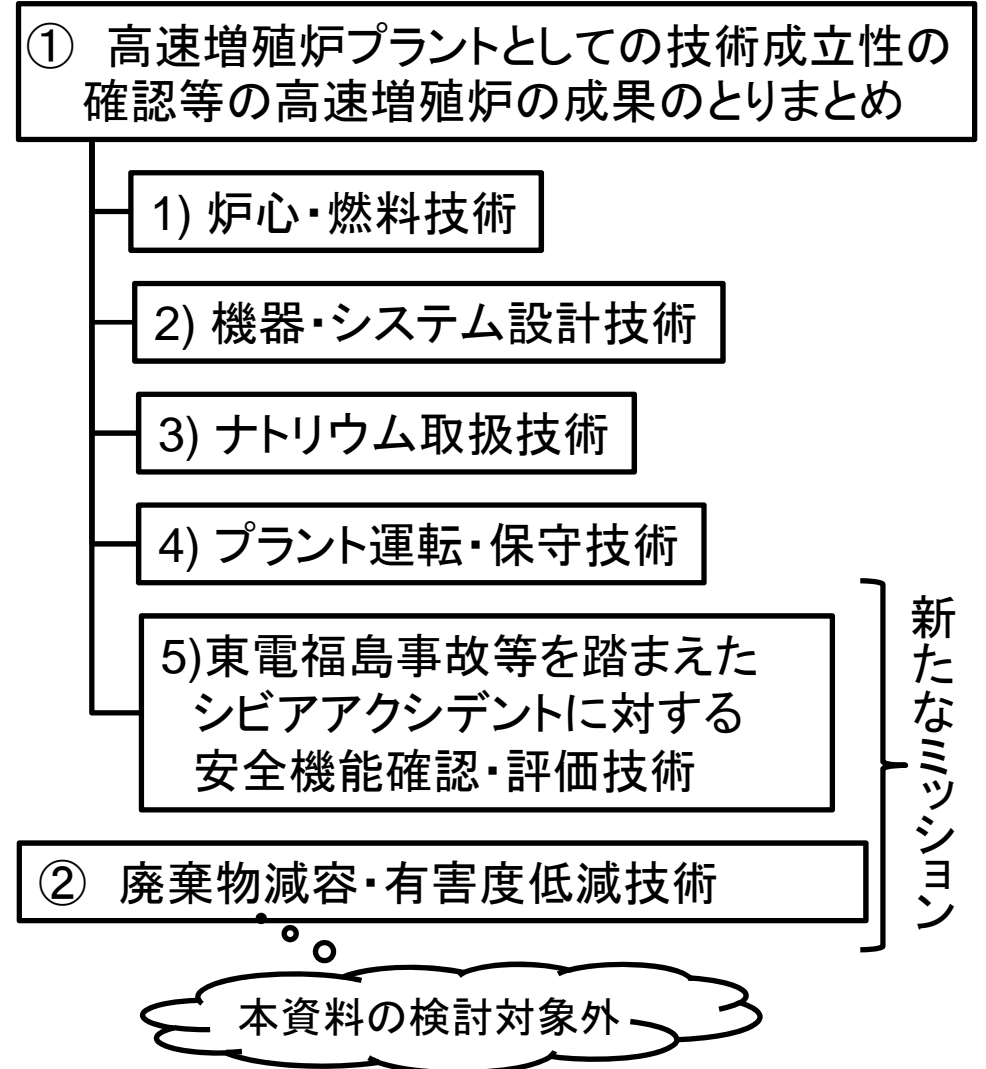 ① 高速増殖炉プラントとしての技術成立性の
確認等の高速増殖炉の成果のとりまとめ
1) 炉心・燃料技術
2) 機器・システム設計技術
3) ナトリウム取扱技術
4) プラント運転・保守技術
5)東電福島事故等を踏まえた
シビアアクシデントに対する
安全機能確認・評価技術
新たなミッション
② 廃棄物減容・有害度低減技術
本資料の検討対象外